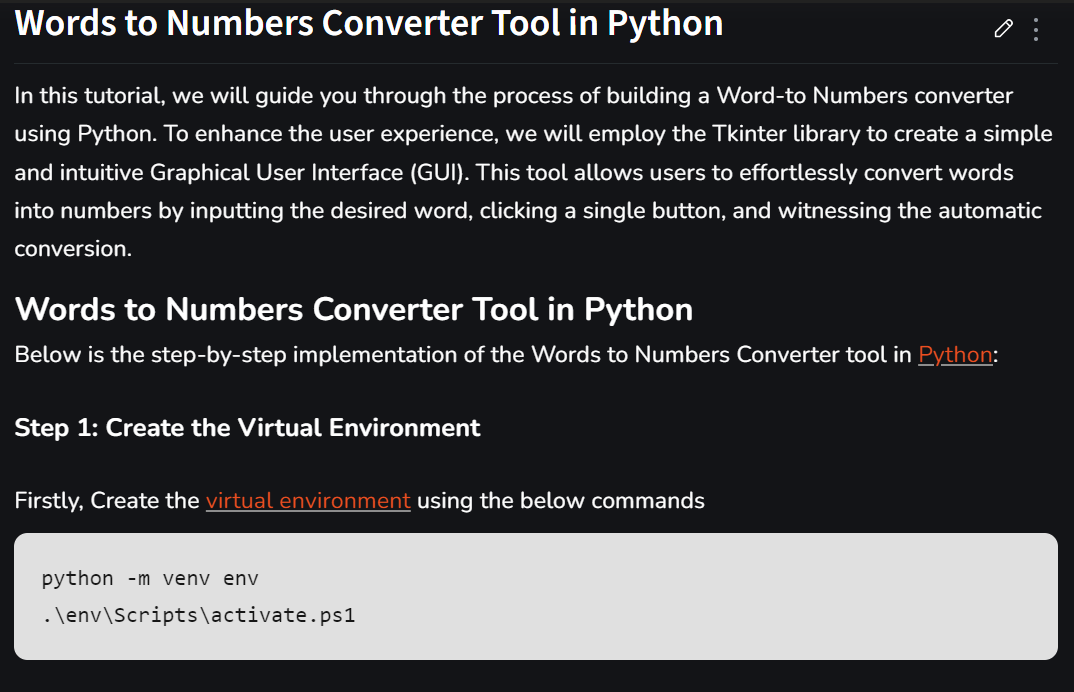 Words to Numbers Converter Tool in Python
In this tutorial, we will guide you through the process of building a Word-to Numbers converter
using Python. To enhance the user experience, we will employ the Tkinter library to create a simple
and intuitive Graphical User Interface (GUI). This tool allows users to effortlessly convert words
into numbers by inputting the desired word, clicking a single button, and witnessing the automatic
conversion.
Words to Numbers Converter Tool in Python
Below is the step-by-step implementation of the Words to Numbers Converter tool in Python:
Step 1: Create the Virtual Environment
Firstly, Create the virtual environment using the below commands
python -m venv env
.\env\Scripts\activate.ps1